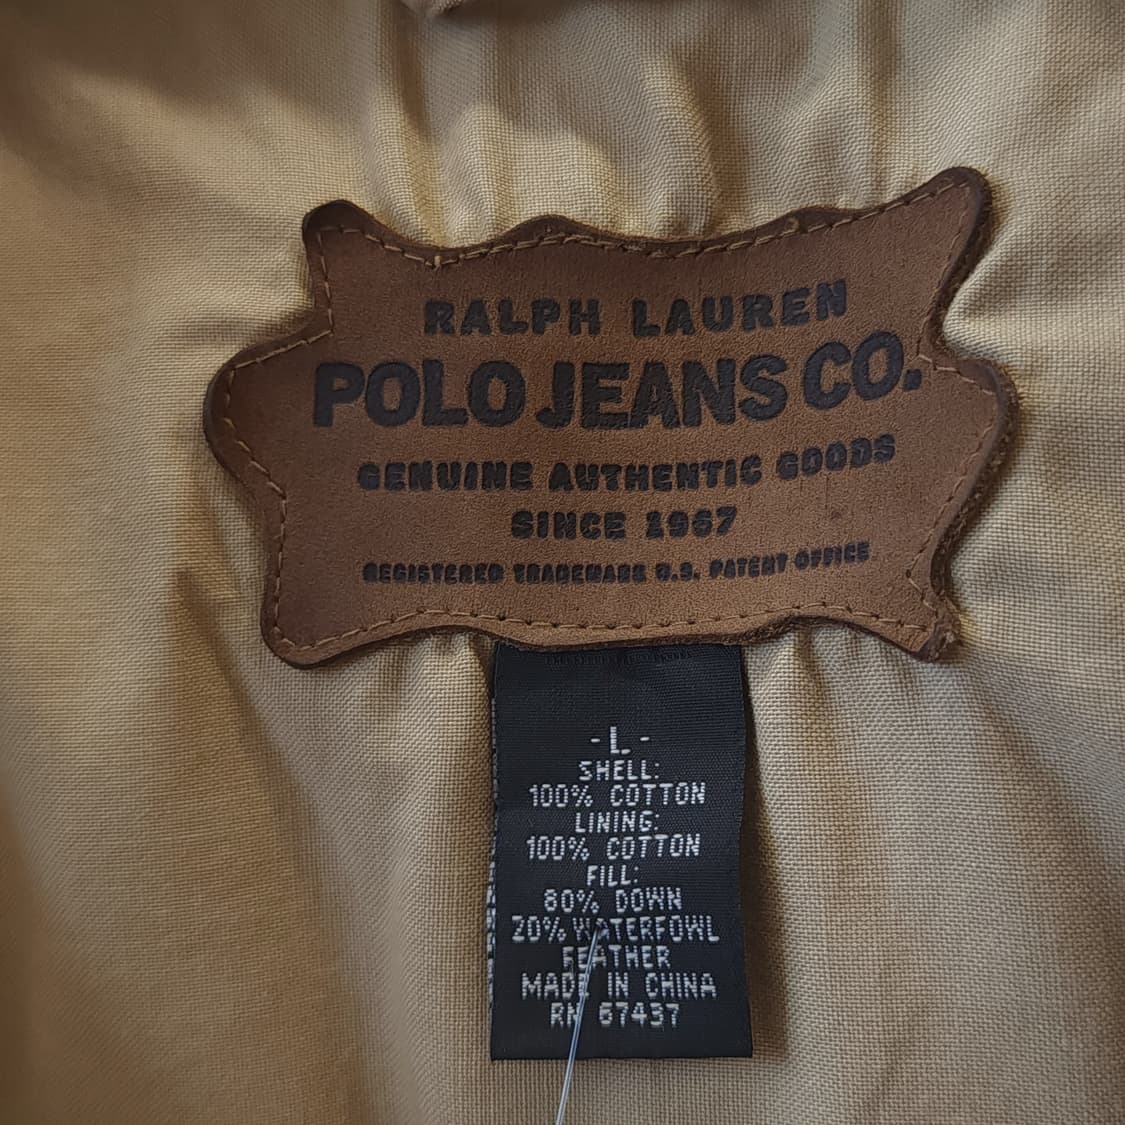 RALPH LAUREN
POLO JEANS CO.
GENUINE AUTHENTIC GOODS
SINCE 1967
REGISTERED TRADEMARK U.S. PATENT OFFICE
-L-
SHELL:
100% COTTON
LINING:
100% COTTON
FILL:
80% DOWN
20% WATERFOWL
FEATHER
MADE IN CHINA
RN 67437